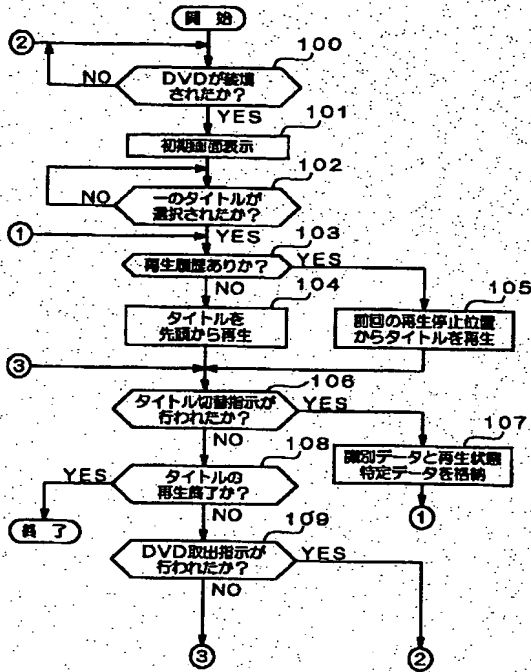 開始
②
100
DVDが装填
されたか?
NO
YES
101
初期画面表示
102
一のタイトルが
選択されたか?
NO
YES
①
103
再生履歴ありか?
YES
NO
104
タイトルを
先頭から再生
105
前回の再生停止位置
からタイトルを再生
③
106
タイトル切替指示が
行われたか?
YES
NO
107
識別データと再生状態
特定データを格納
①
108
タイトルの
再生終了か?
YES
NO
終了
109
DVD取出指示が
行われたか?
YES
NO
③
②